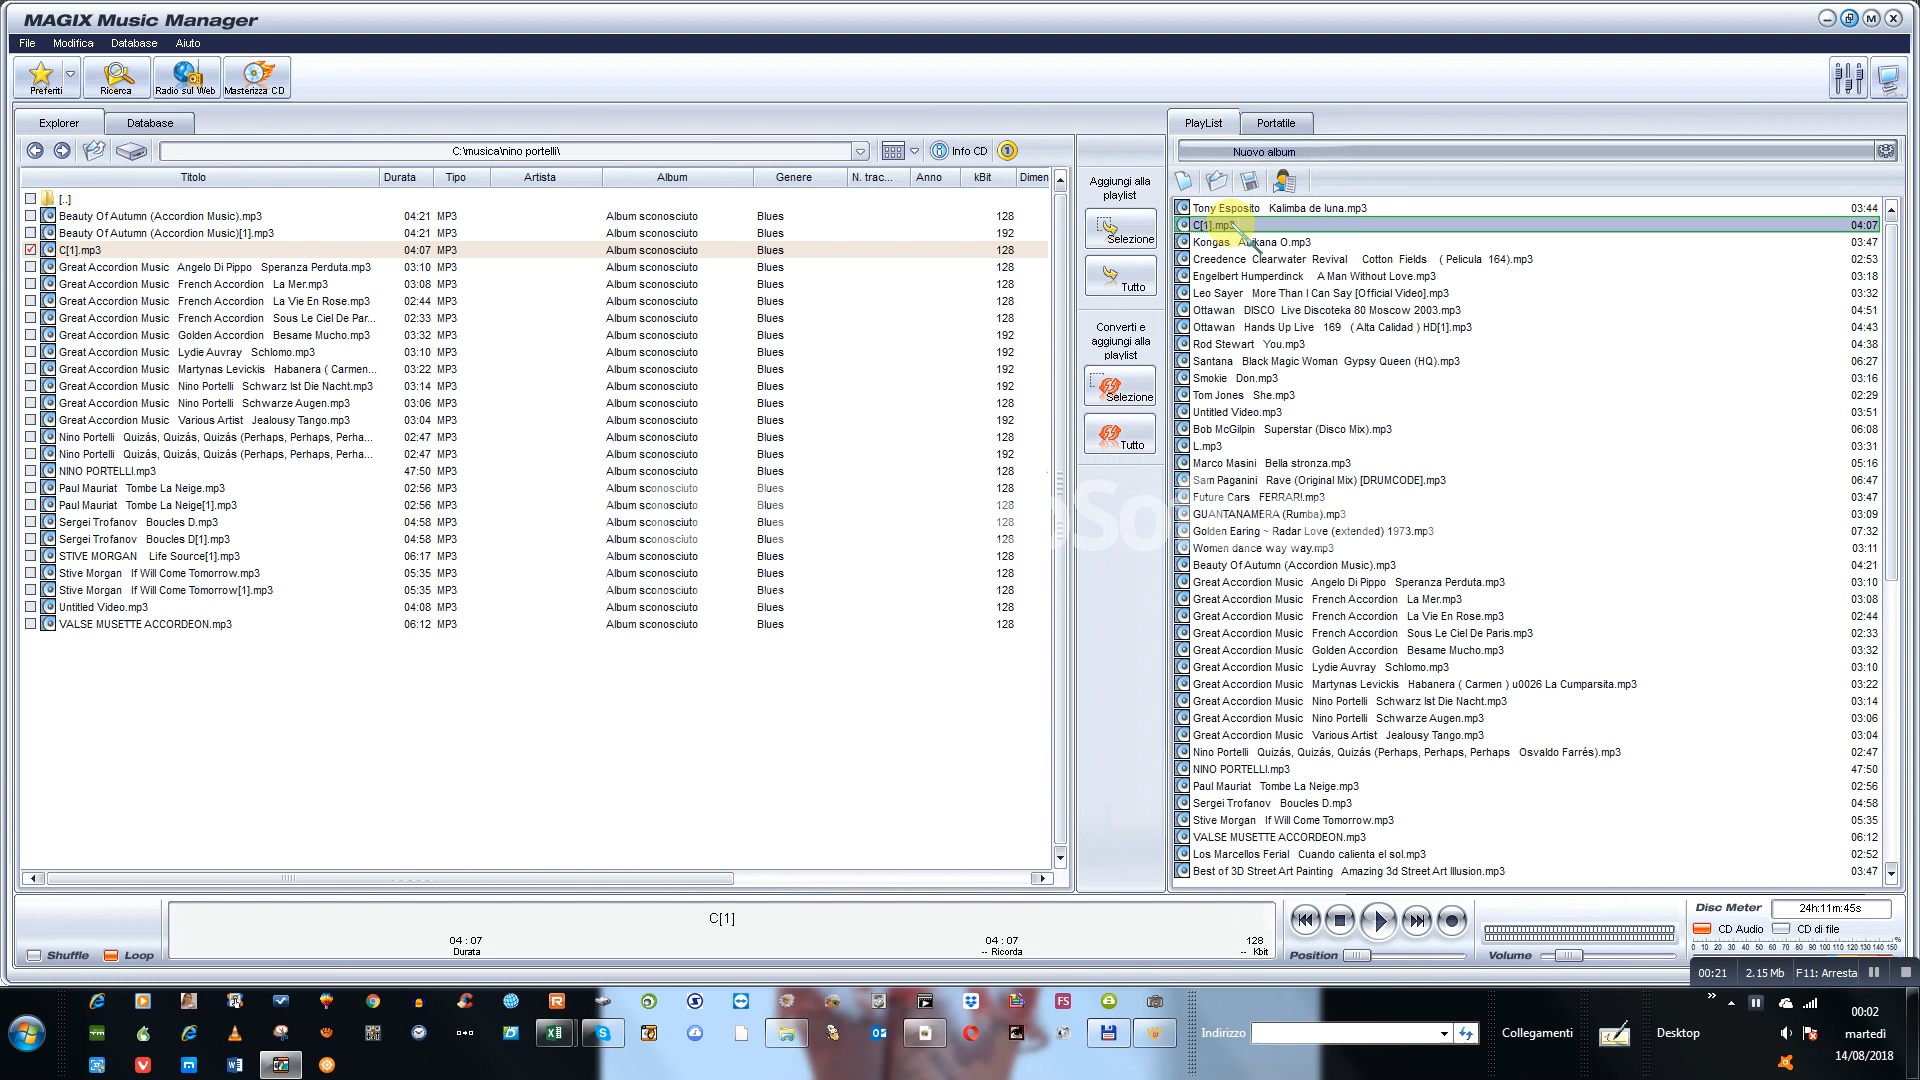 MAGIX Music Manager
File Modifica Database Aiuto
Preferiti Ricerca Radio sul Web Masterizza CD
Explorer Database
C:\musica\nino portelli\
Info CD
Titolo Durata Tipo Artista Album Genere N. trac... Anno kBit Dimen
[..]
Beauty Of Autumn (Accordion Music).mp3 04:21 MP3 Album sconosciuto Blues 128
Beauty Of Autumn (Accordion Music)[1].mp3 04:21 MP3 Album sconosciuto Blues 192
C[1].mp3 04:07 MP3 Album sconosciuto Blues 128
Great Accordion Music Angelo Di Pippo Speranza Perduta.mp3 03:10 MP3 Album sconosciuto Blues 128
Great Accordion Music French Accordion La Mer.mp3 03:08 MP3 Album sconosciuto Blues 128
Great Accordion Music French Accordion La Vie En Rose.mp3 02:44 MP3 Album sconosciuto Blues 128
Great Accordion Music French Accordion Sous Le Ciel De Par... 02:33 MP3 Album sconosciuto Blues 128
Great Accordion Music Golden Accordion Besame Mucho.mp3 03:32 MP3 Album sconosciuto Blues 192
Great Accordion Music Lydie Auvray Schlomo.mp3 03:10 MP3 Album sconosciuto Blues 192
Great Accordion Music Martynas Levickis Habanera ( Carmen... 03:22 MP3 Album sconosciuto Blues 192
Great Accordion Music Nino Portelli Schwarz Ist Die Nacht.mp3 03:14 MP3 Album sconosciuto Blues 192
Great Accordion Music Nino Portelli Schwarze Augen.mp3 03:06 MP3 Album sconosciuto Blues 192
Great Accordion Music Various Artist Jealousy Tango.mp3 03:04 MP3 Album sconosciuto Blues 192
Nino Portelli Quizás, Quizás, Quizás (Perhaps, Perhaps, Perha... 02:47 MP3 Album sconosciuto Blues 128
Nino Portelli Quizás, Quizás, Quizás (Perhaps, Perhaps, Perha... 02:47 MP3 Album sconosciuto Blues 192
NINO PORTELLI.mp3 47:50 MP3 Album sconosciuto Blues 128
Paul Mauriat Tombe La Neige.mp3 02:56 MP3 Album sconosciuto Blues 128
Paul Mauriat Tombe La Neige[1].mp3 02:56 MP3 Album sconosciuto Blues 128
Sergei Trofanov Boucles D.mp3 04:58 MP3 Album sconosciuto Blues 128
Sergei Trofanov Boucles D[1].mp3 04:58 MP3 Album sconosciuto Blues 128
STIVE MORGAN Life Source[1].mp3 06:17 MP3 Album sconosciuto Blues 128
Stive Morgan If Will Come Tomorrow.mp3 05:35 MP3 Album sconosciuto Blues 128
Stive Morgan If Will Come Tomorrow[1].mp3 05:35 MP3 Album sconosciuto Blues 128
Untitled Video.mp3 04:08 MP3 Album sconosciuto Blues 128
VALSE MUSETTE ACCORDEON.mp3 06:12 MP3 Album sconosciuto Blues 128
Aggiungi alla
playlist
Selezione
Tutto
Converti e
aggiungi alla
playlist
Selezione
Tutto
PlayList Portatile
Nuovo album
Tony Esposito Kalimba de luna.mp3 03:44
C[1].mp3 04:07
Kongas Africana O.mp3 03:47
Creedence Clearwater Revival Cotton Fields ( Pelicula 164).mp3 02:53
Engelbert Humperdinck A Man Without Love.mp3 03:18
Leo Sayer More Than I Can Say [Official Video].mp3 03:32
Ottawan DISCO Live Discoteka 80 Moscow 2003.mp3 04:51
Ottawan Hands Up Live 169 ( Alta Calidad ) HD[1].mp3 04:43
Rod Stewart You.mp3 04:38
Santana Black Magic Woman Gypsy Queen (HQ).mp3 06:27
Smokie Don.mp3 03:16
Tom Jones She.mp3 02:29
Untitled Video.mp3 03:51
Bob McGilpin Superstar (Disco Mix).mp3 06:08
L.mp3 03:31
Marco Masini Bella stronza.mp3 05:16
Sam Paganini Rave (Original Mix) [DRUMCODE].mp3 06:47
Future Cars FERRARI.mp3 03:47
GUANTANAMERA (Rumba).mp3 03:09
Golden Earing ~ Radar Love (extended) 1973.mp3 07:32
Women dance way way.mp3 03:11
Beauty Of Autumn (Accordion Music).mp3 04:21
Great Accordion Music Angelo Di Pippo Speranza Perduta.mp3 03:10
Great Accordion Music French Accordion La Mer.mp3 03:08
Great Accordion Music French Accordion La Vie En Rose.mp3 02:44
Great Accordion Music French Accordion Sous Le Ciel De Paris.mp3 02:33
Great Accordion Music Golden Accordion Besame Mucho.mp3 03:32
Great Accordion Music Lydie Auvray Schlomo.mp3 03:10
Great Accordion Music Martynas Levickis Habanera ( Carmen ) u0026 La Cumparsita.mp3 03:22
Great Accordion Music Nino Portelli Schwarz Ist Die Nacht.mp3 03:14
Great Accordion Music Nino Portelli Schwarze Augen.mp3 03:06
Great Accordion Music Various Artist Jealousy Tango.mp3 03:04
Nino Portelli Quizás, Quizás, Quizás (Perhaps, Perhaps, Perhaps Osvaldo Farrés).mp3 02:47
NINO PORTELLI.mp3 47:50
Paul Mauriat Tombe La Neige.mp3 02:56
Sergei Trofanov Boucles D.mp3 04:58
Stive Morgan If Will Come Tomorrow.mp3 05:35
VALSE MUSETTE ACCORDEON.mp3 06:12
Los Marcellos Ferial Cuando calienta el sol.mp3 02:52
Best of 3D Street Art Painting Amazing 3d Street Art Illusion.mp3 03:47
C[1]
04 : 07 04 : 07 128
Durata -- Ricorda -- Kbit
Shuffle Loop
Position Volume
Disc Meter 24h:11m:45s
CD Audio CD di file
0 10 20 30 40 50 60 70 80 90 100 110 120 130 140 150 %
00:21 2.15 Mb F11: Arresta
Indirizzo Collegamenti Desktop
00:02
martedì
14/08/2018